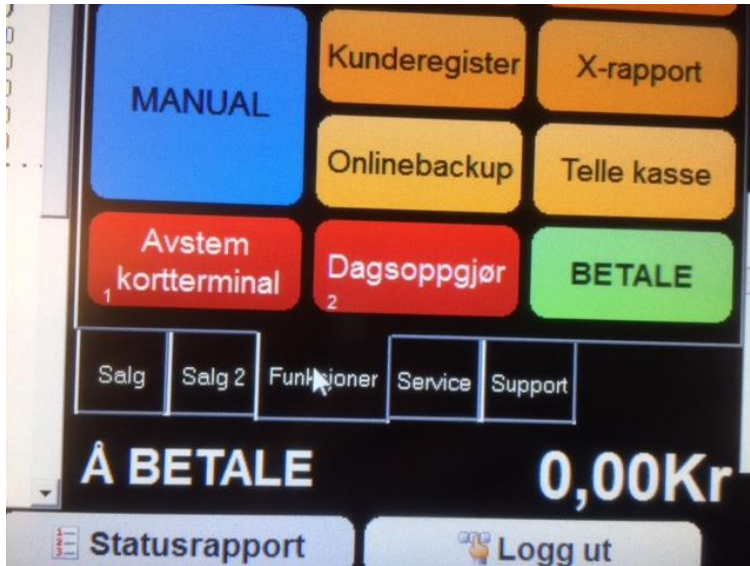 MANUAL
Kunderegister
X-rapport
Onlinebackup
Telle kasse
Avstem
1 kortterminal
Dagsoppgjør
2
BETALE
Salg
Salg 2
Funksjoner
Service
Support
Å BETALE
0,00Kr
Statusrapport
Logg ut